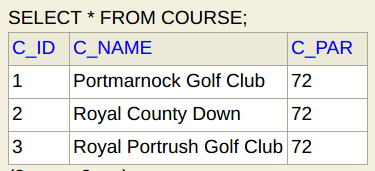 SELECT * FROM COURSE;
C_ID C_NAME C_PAR
1 Portmarnock Golf Club 72
2 Royal County Down 72
3 Royal Portrush Golf Club 72